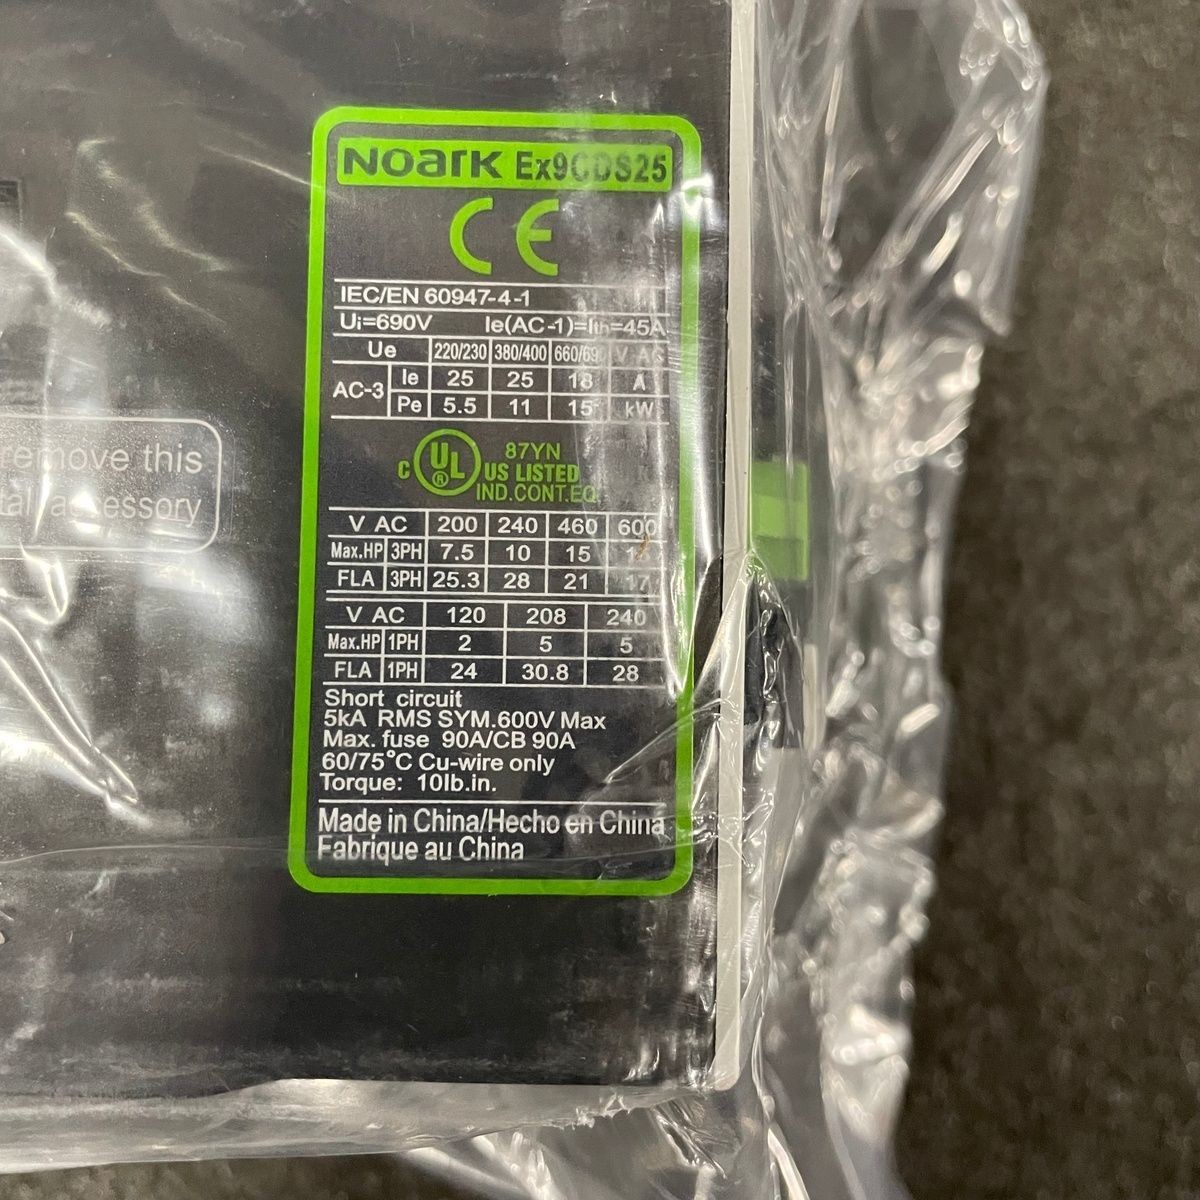 NOARK Ex9CDS25
CE
IEC/EN 60947-4-1
Ui=690V Ie(AC-1)=Ith=45A
Ue 220/230 380/400 660/690 V AC
AC-3 Ie 25 25 18 A
Pe 5.5 11 15 kW
emove this
accessory
C UL ® US LISTED
87YN
IND.CONT.EQ
V AC 200 240 460 600
Max.HP 3PH 7.5 10 15
FLA 3PH 25.3 28 21 17
V AC 120 208 240
Max.HP 1PH 2 5 5
FLA 1PH 24 30.8 28
Short circuit
5kA RMS SYM.600V Max
Max. fuse 90A/CB 90A
60/75°C Cu-wire only
Torque: 10lb.in.
Made in China/Hecho en China
Fabrique au China